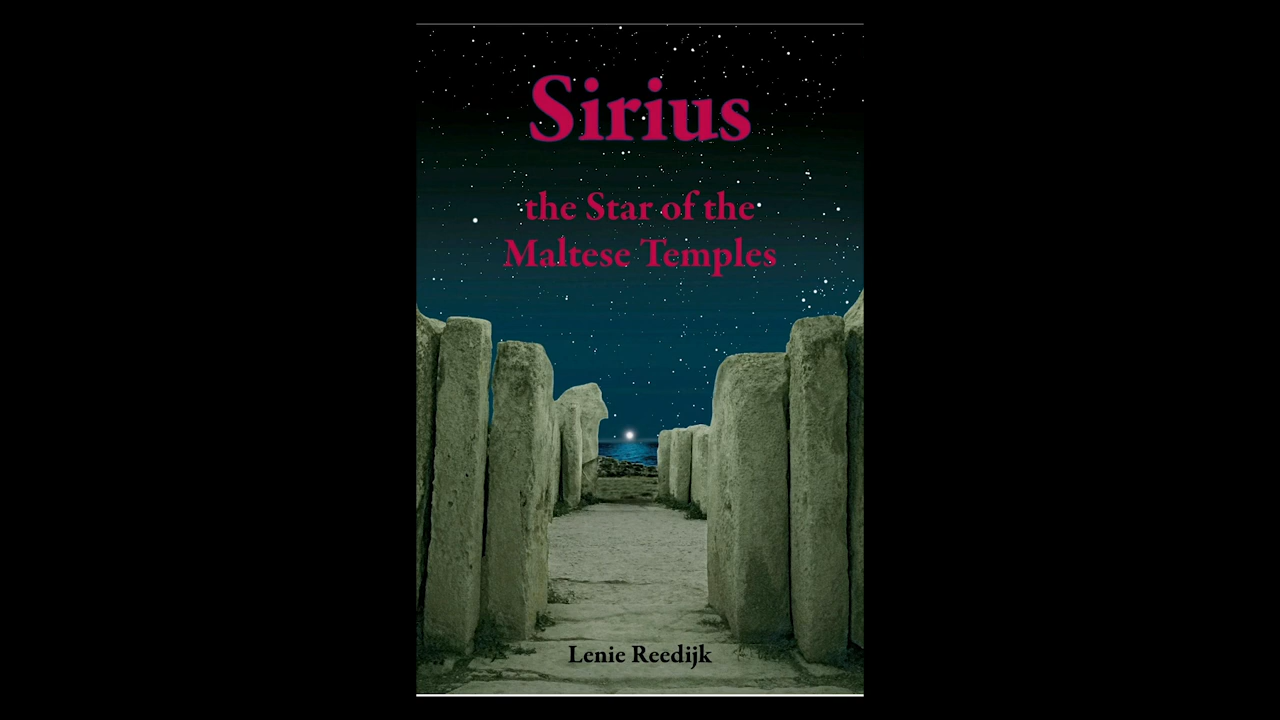 Sirius
the Star of the
Maltese Temples
Lenie Reedijk